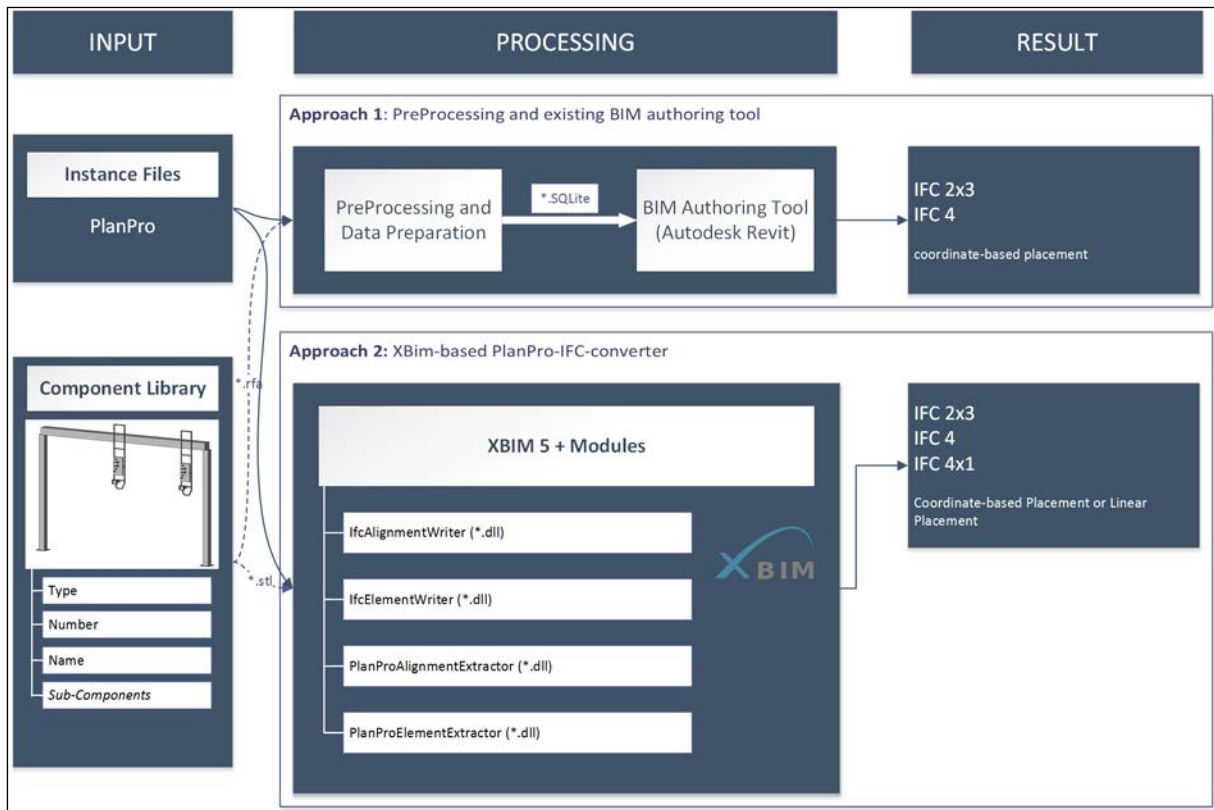 INPUT
PROCESSING
RESULT
Approach 1: PreProcessing and existing BIM authoring tool
Instance Files
PlanPro
PreProcessing and
Data Preparation
*.SQLite
BIM Authoring Tool
(Autodesk Revit)
IFC 2x3
IFC 4
coordinate-based placement
Approach 2: XBim-based PlanPro-IFC-converter
Component Library
*.rfa
*.stl
Type
Number
Name
Sub-Components
XBIM 5 + Modules
IfcAlignmentWriter (*.dll)
IfcElementWriter (*.dll)
PlanProAlignmentExtractor (*.dll)
PlanProElementExtractor (*.dll)
XBIM
IFC 2x3
IFC 4
IFC 4x1
Coordinate-based Placement or Linear
Placement